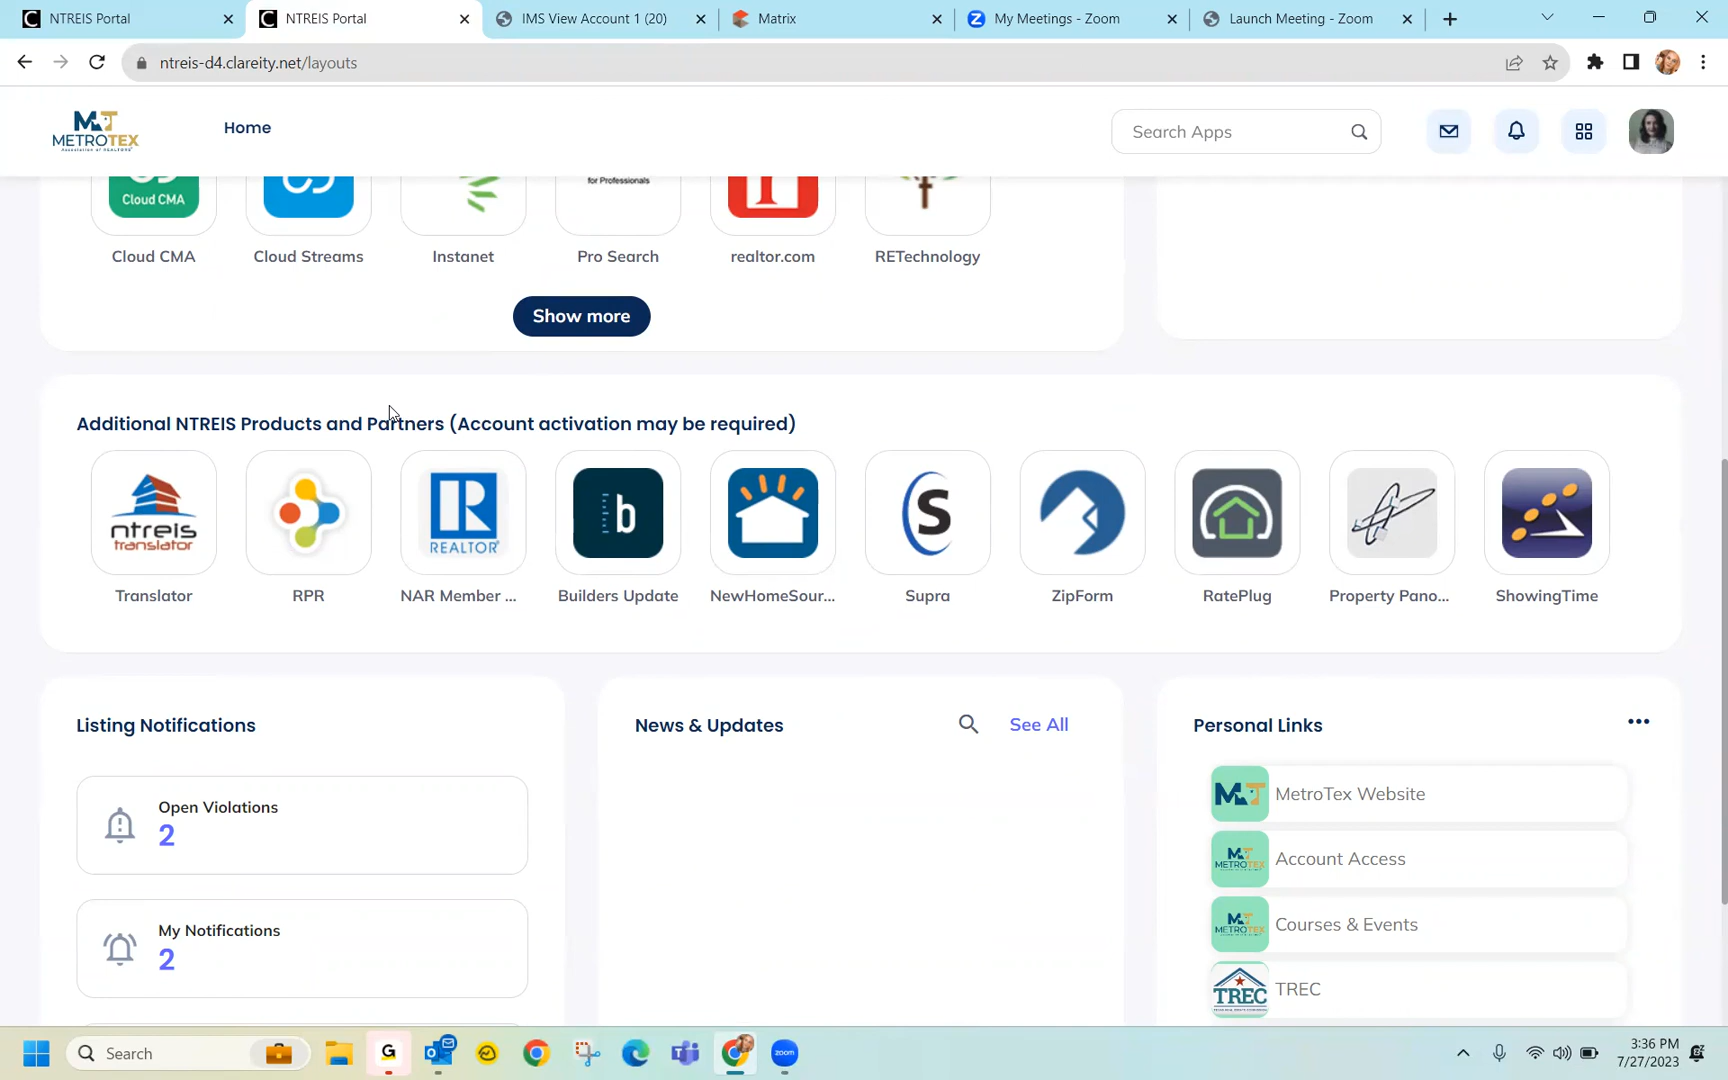 NTREIS Portal
NTREIS Portal
IMS View Account 1 (20)
Matrix
My Meetings - Zoom
Launch Meeting - Zoom
ntreis-d4.clareity.net/layouts
METROTEX
Home
Search Apps
Cloud CMA
for Professionals
Cloud CMA
Cloud Streams
Instanet
Pro Search
realtor.com
RETechnology
Show more
Additional NTREIS Products and Partners (Account activation may be required)
ntreis
translator
REALTOR
b
S
Translator
RPR
NAR Member ...
Builders Update
NewHomeSour...
Supra
ZipForm
RatePlug
Property Pano...
ShowingTime
Listing Notifications
News & Updates
See All
Personal Links
Open Violations
2
My Notifications
2
MetroTex Website
METROTEX
Account Access
METROTEX
Courses & Events
TREC
TREC
Search
G
zoom
3:36 PM
7/27/2023